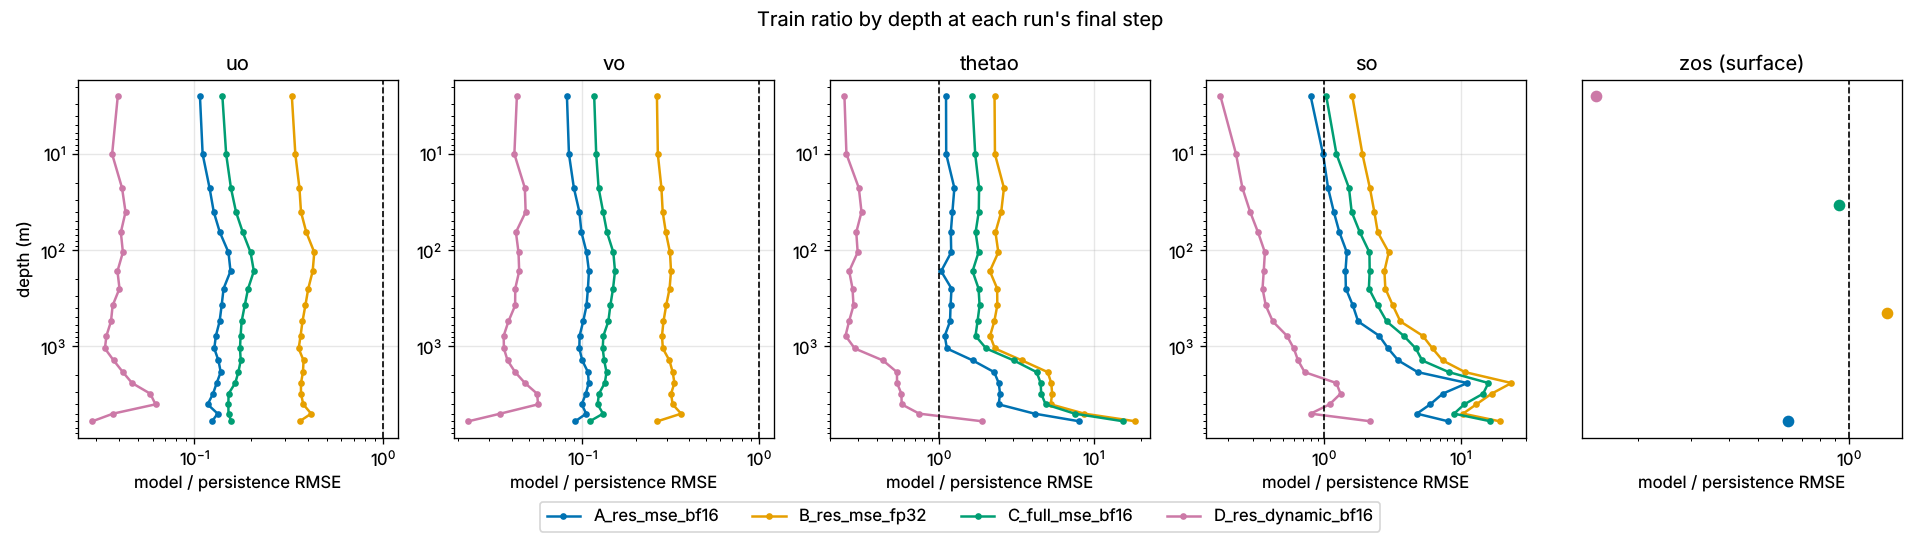 Train ratio by depth at each run's final step
uo
vo
thetao
so
zos (surface)
depth (m)
10¹
10²
10³
10⁻¹
10⁰
model / persistence RMSE
10¹
10²
10³
10⁻¹
10⁰
model / persistence RMSE
10¹
10²
10³
10⁰
10¹
model / persistence RMSE
10¹
10²
10³
10⁰
10¹
model / persistence RMSE
10⁰
model / persistence RMSE
A_res_mse_bf16
B_res_mse_fp32
C_full_mse_bf16
D_res_dynamic_bf16